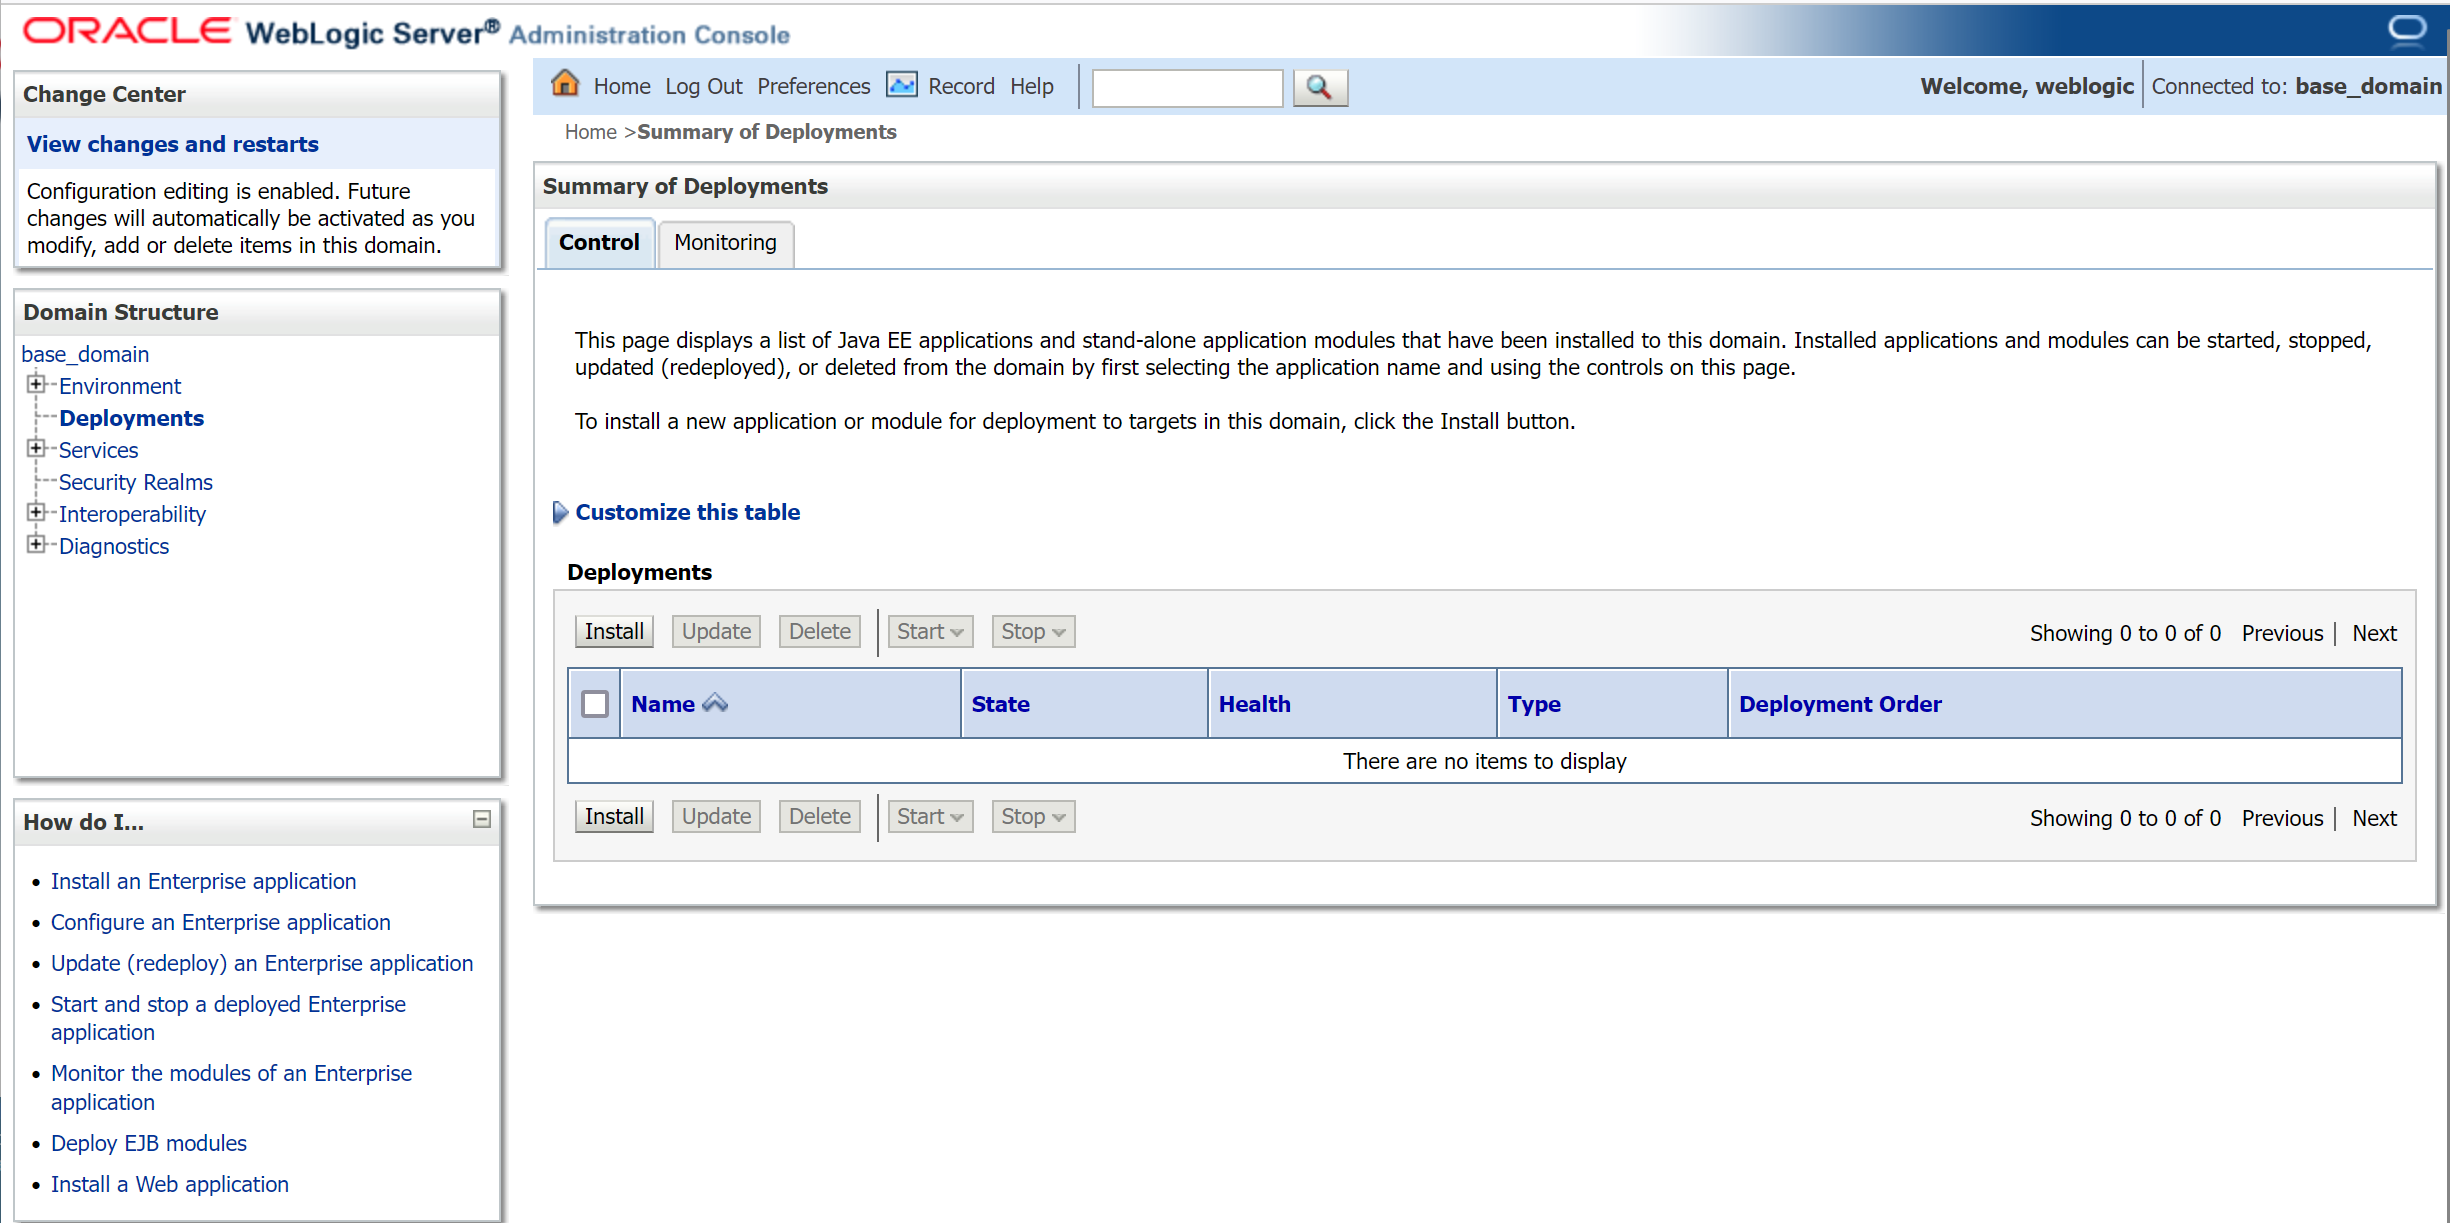 ORACLE WebLogic Server® Administration Console
Change Center
View changes and restarts
Configuration editing is enabled. Future
changes will automatically be activated as you
modify, add or delete items in this domain.
Domain Structure
base_domain
Environment
Deployments
Services
Security Realms
Interoperability
Diagnostics
How do I...
• Install an Enterprise application
• Configure an Enterprise application
• Update (redeploy) an Enterprise application
• Start and stop a deployed Enterprise
application
• Monitor the modules of an Enterprise
application
• Deploy EJB modules
• Install a Web application
Home Log Out Preferences Record Help
Welcome, weblogic Connected to: base_domain
Home >Summary of Deployments
Summary of Deployments
Control Monitoring
This page displays a list of Java EE applications and stand-alone application modules that have been installed to this domain. Installed applications and modules can be started, stopped,
updated (redeployed), or deleted from the domain by first selecting the application name and using the controls on this page.
To install a new application or module for deployment to targets in this domain, click the Install button.
Customize this table
Deployments
Install Update Delete Start Stop Showing 0 to 0 of 0 Previous | Next
Name State Health Type Deployment Order
There are no items to display
Install Update Delete Start Stop Showing 0 to 0 of 0 Previous | Next